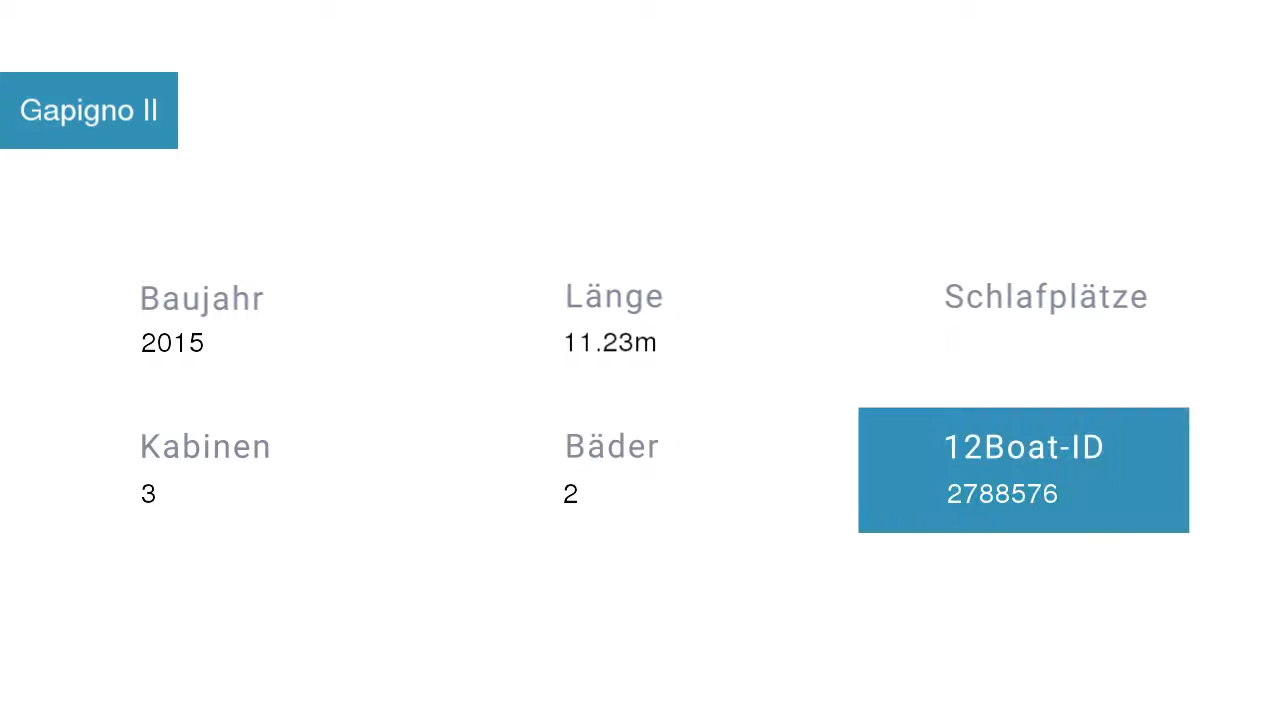 Gapigno II
Baujahr
2015
Länge
11.23m
Schlafplätze
Kabinen
3
Bäder
2
12Boat-ID
2788576